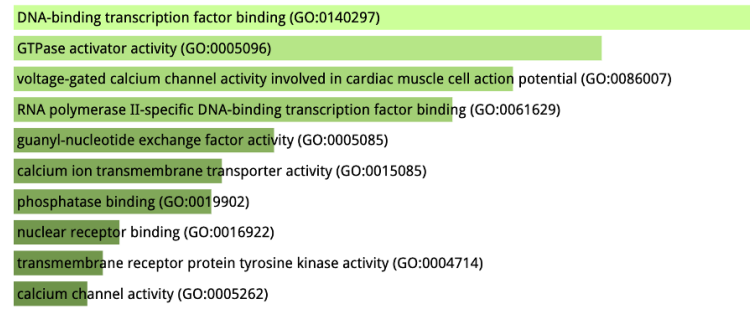 DNA-binding transcription factor binding (GO:0140297)
GTPase activator activity (GO:0005096)
voltage-gated calcium channel activity involved in cardiac muscle cell action potential (GO:0086007)
RNA polymerase II-specific DNA-binding transcription factor binding (GO:0061629)
guanyl-nucleotide exchange factor activity (GO:0005085)
calcium ion transmembrane transporter activity (GO:0015085)
phosphatase binding (GO:0019902)
nuclear receptor binding (GO:0016922)
transmembrane receptor protein tyrosine kinase activity (GO:0004714)
calcium channel activity (GO:0005262)